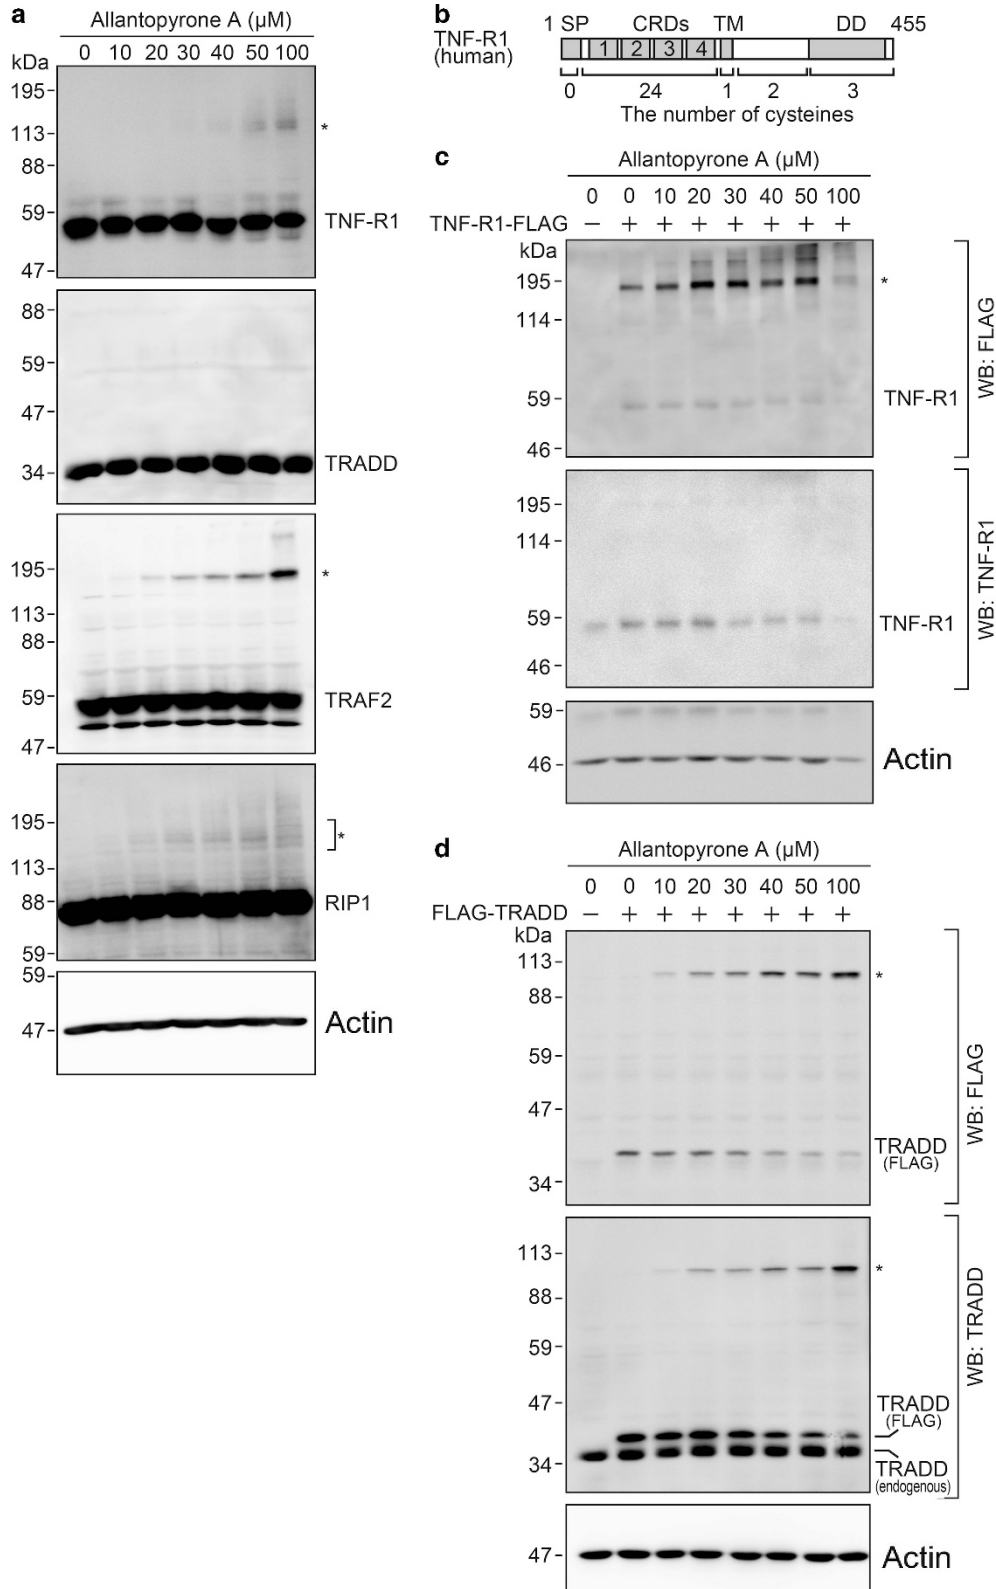 a
Allantopyrone A (µM)
0 10 20 30 40 50 100
kDa
195-
113-
88-
59-
47-
*
TNF-R1
88-
59-
47-
34-
TRADD
195-
113-
88-
59-
47-
*
TRAF2
195-
113-
88-
59-
]*
RIP1
59-
47-
Actin
b
1 SP CRDs TM DD 455
TNF-R1
(human)
1 2 3 4
0 24 1 2 3
The number of cysteines
c
Allantopyrone A (µM)
0 0 10 20 30 40 50 100
TNF-R1-FLAG − + + + + + + +
kDa
195-
114-
59-
46-
*
TNF-R1
WB: FLAG
195-
114-
59-
46-
TNF-R1
WB: TNF-R1
59-
46-
Actin
d
Allantopyrone A (µM)
0 0 10 20 30 40 50 100
FLAG-TRADD − + + + + + + +
kDa
113-
88-
59-
47-
34-
*
TRADD
(FLAG)
WB: FLAG
113-
88-
59-
47-
34-
*
TRADD
(FLAG)
TRADD
(endogenous)
WB: TRADD
47-
Actin